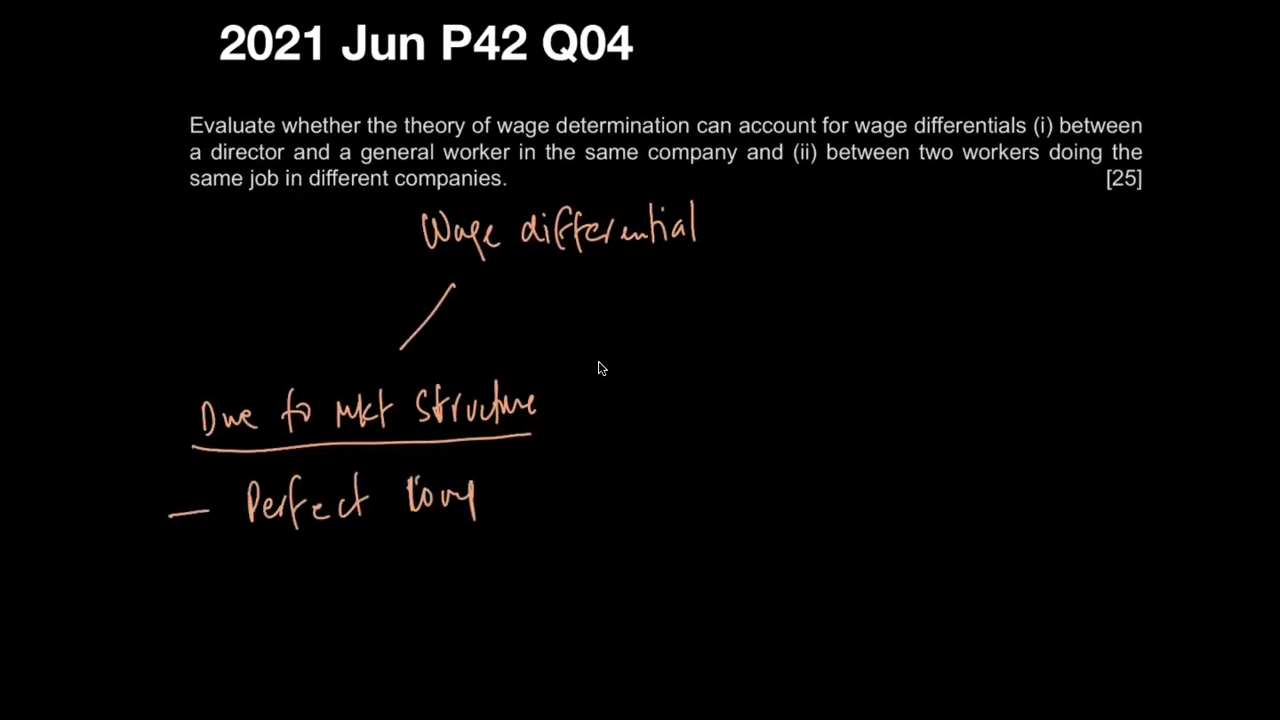 2021 Jun P42 Q04
Evaluate whether the theory of wage determination can account for wage differentials (i) between
a director and a general worker in the same company and (ii) between two workers doing the
same job in different companies. [25]
Wage differential
Due to mkt structure
— Perfect comp